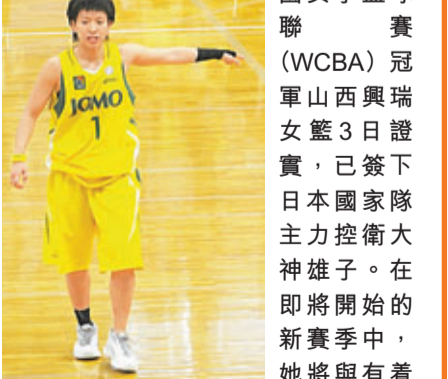 JOMO
1
聯賽
（WCBA）冠
軍山西興瑞
女籃3日證
實，已簽下
日本國家隊
主力控衛大
神雄子。在
即將開始的
新賽季中，
她將與有着